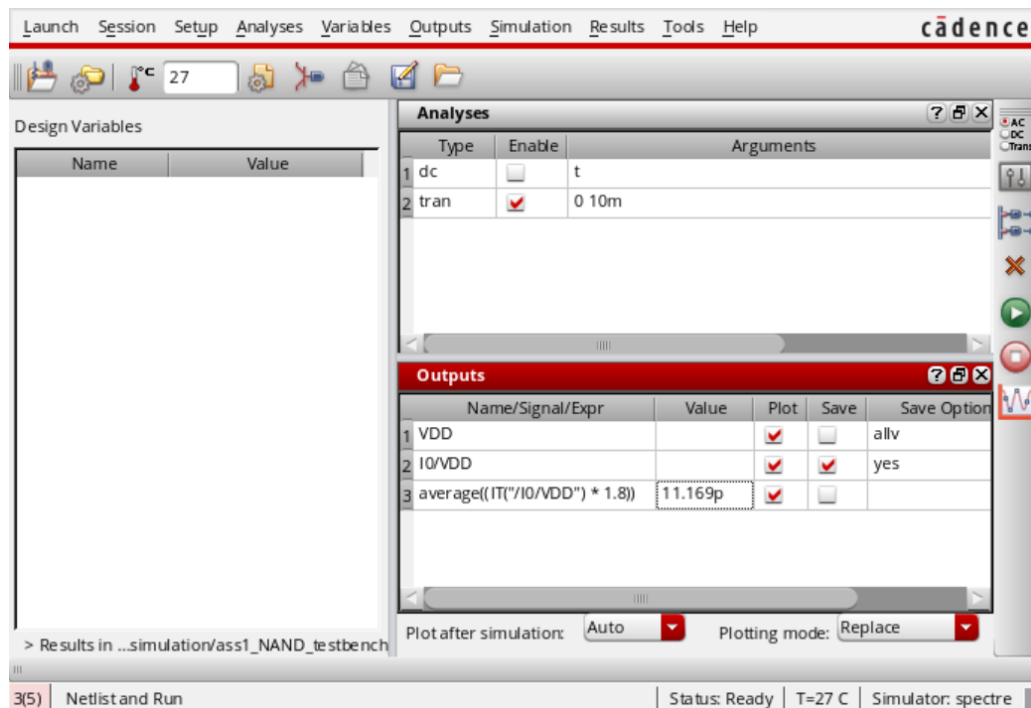 Launch Session Setup Analyses Variables Outputs Simulation Results Tools Help cādence
°C 27
Design Variables
Name Value
Analyses
Type Enable Arguments
1 dc t
2 tran 0 10m
AC
DC
Trans
Outputs
Name/Signal/Expr Value Plot Save Save Option
1 VDD allv
2 I0/VDD yes
3 average((IT("/I0/VDD") * 1.8)) 11.169p
> Results in ...simulation/ass1_NAND_testbench
Plot after simulation: Auto Plotting mode: Replace
3(5) Netlist and Run Status: Ready T=27 C Simulator: spectre